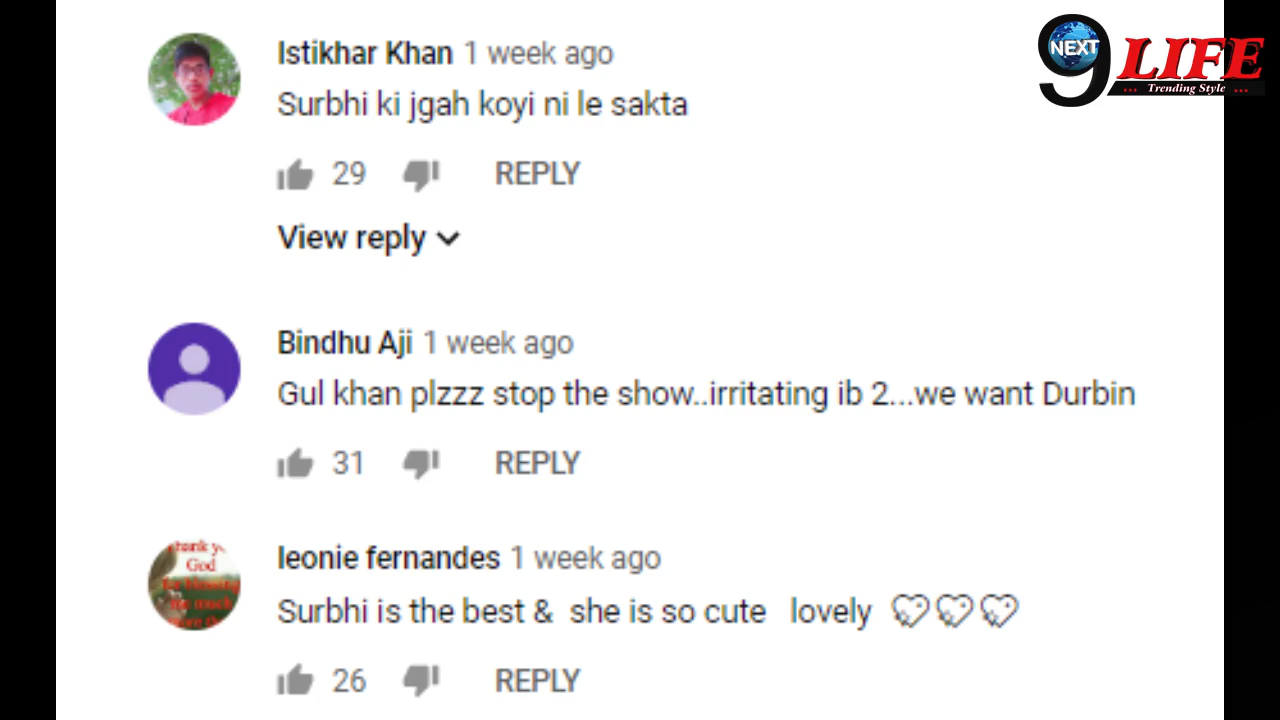 NEXT
9 LIFE
... Trending Style ...
Istikhar Khan 1 week ago
Surbhi ki jgah koyi ni le sakta
29 REPLY
View reply
Bindhu Aji 1 week ago
Gul khan plzzz stop the show..irritating ib 2...we want Durbin
31 REPLY
leonie fernandes 1 week ago
God
Surbhi is the best & she is so cute lovely
26 REPLY